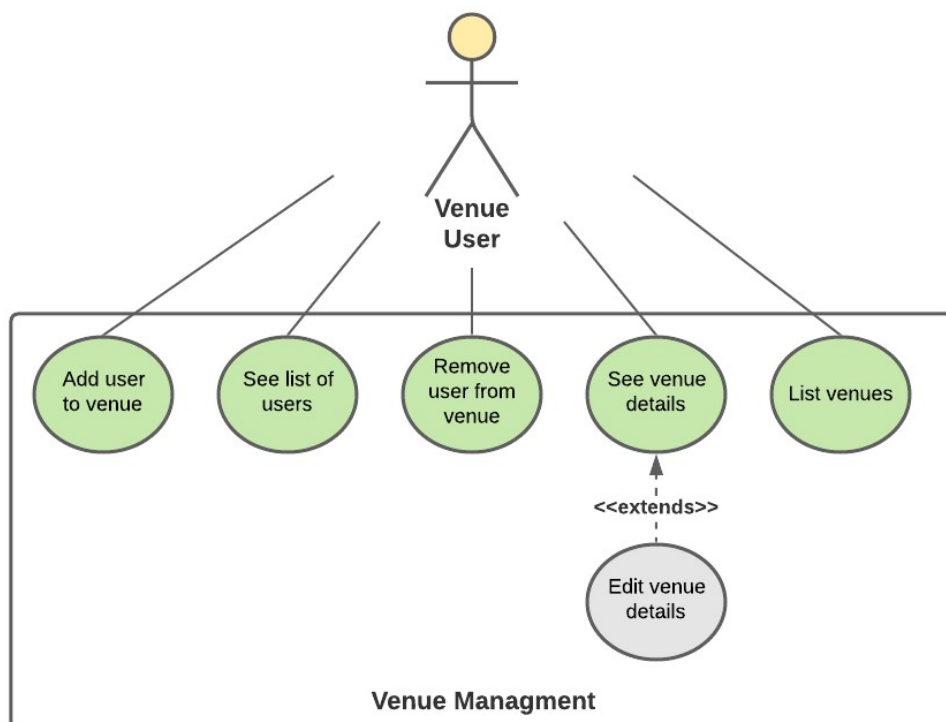 Venue
User
Add user
to venue
See list of
users
Remove
user from
venue
See venue
details
List venues
<<extends>>
Edit venue
details
Venue Managment